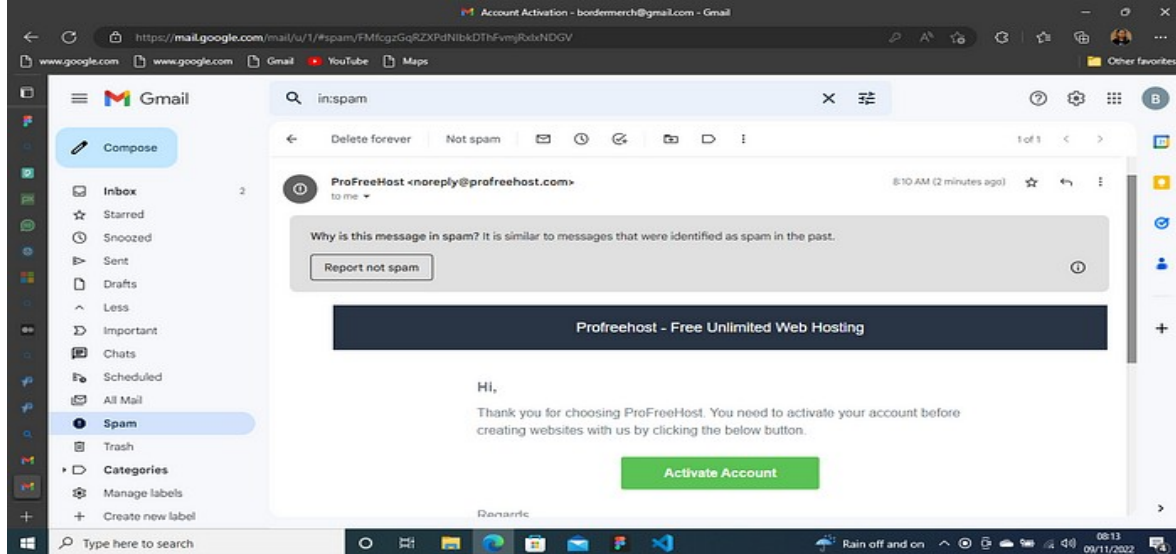 Account Activation - bordermerch@gmail.com - Gmail
https://mail.google.com/mail/u/1/#spam/FMfcgzGqRZXPdNIbkDThFvmjRxlxNDGV
www.google.com www.google.com Gmail YouTube Maps Other favorites
Gmail
in:spam
B
Compose
Delete forever Not spam 1 of 1
Inbox 2
Starred
Snoozed
Sent
Drafts
Less
Important
Chats
Scheduled
All Mail
Spam
Trash
Categories
Manage labels
Create new label
ProFreeHost <noreply@profreehost.com> 8:10 AM (2 minutes ago)
to me
Why is this message in spam? It is similar to messages that were identified as spam in the past.
Report not spam
Profreehost - Free Unlimited Web Hosting
Hi,
Thank you for choosing ProFreeHost. You need to activate your account before
creating websites with us by clicking the below button.
Activate Account
Regards
Type here to search
Rain off and on
08:13
09/11/2022